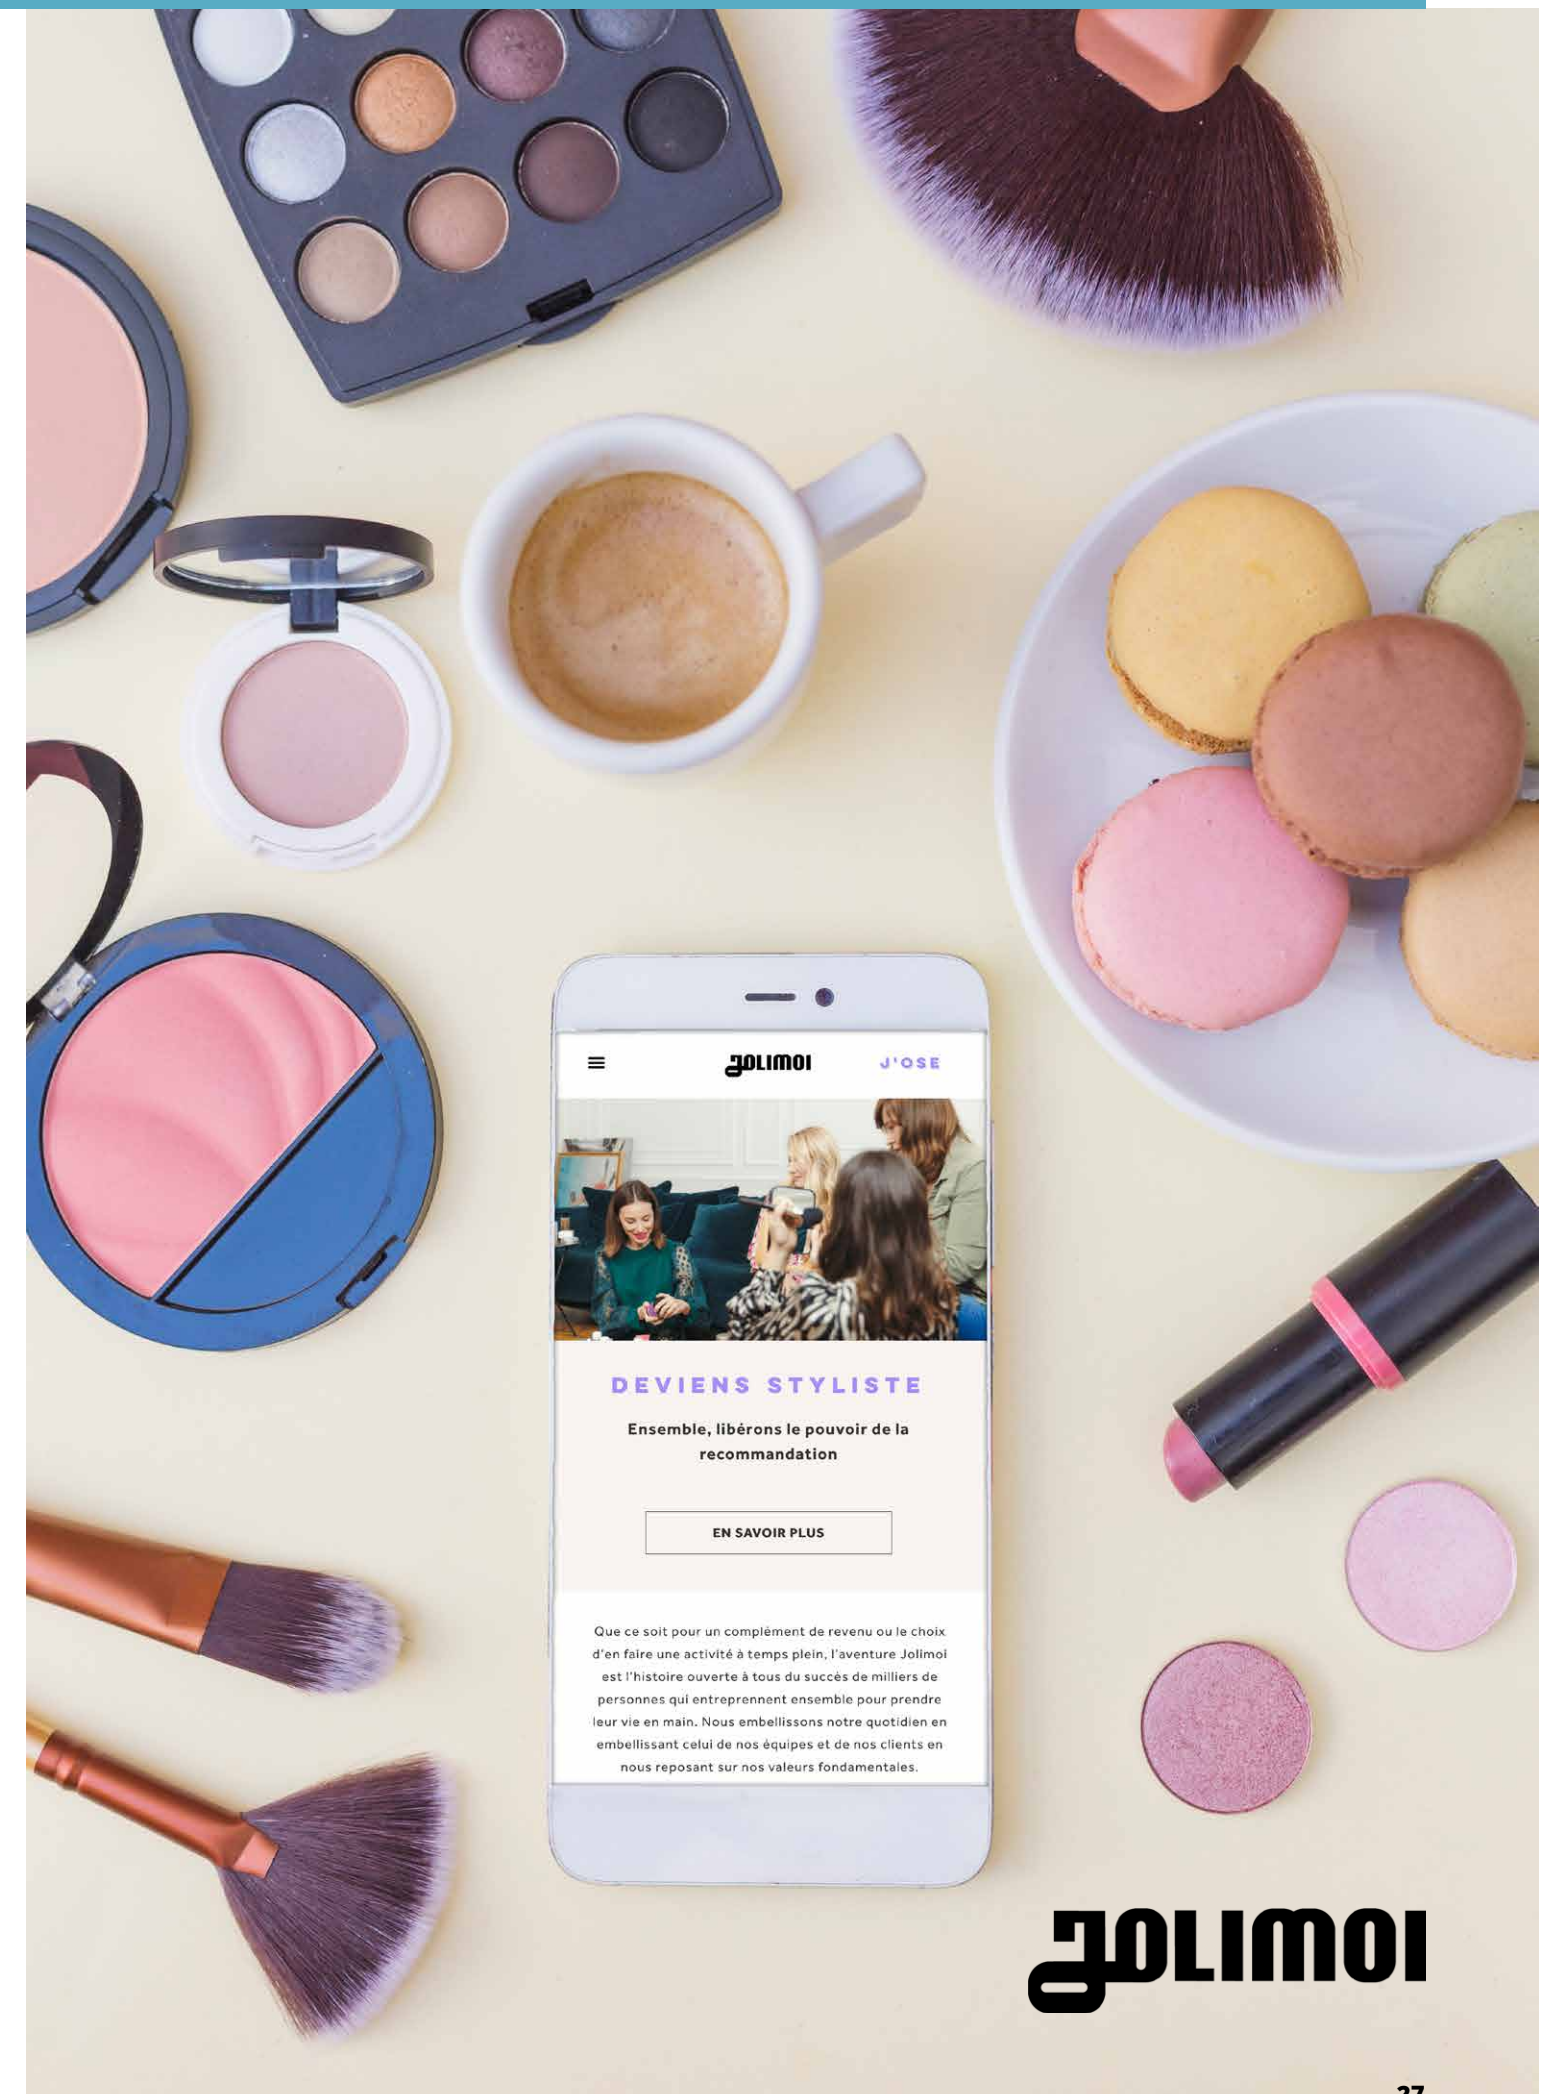 JOLIMOI
J'OSE
DEVIENS STYLISTE
Ensemble, libérons le pouvoir de la
recommandation
EN SAVOIR PLUS
Que ce soit pour un complément de revenu ou le choix
d'en faire une activité à temps plein, l'aventure Jolimoi
est l'histoire ouverte à tous du succès de milliers de
personnes qui entreprennent ensemble pour prendre
leur vie en main. Nous embellissons notre quotidien en
embellissant celui de nos équipes et de nos clients en
nous reposant sur nos valeurs fondamentales.
JOLIMOI
27